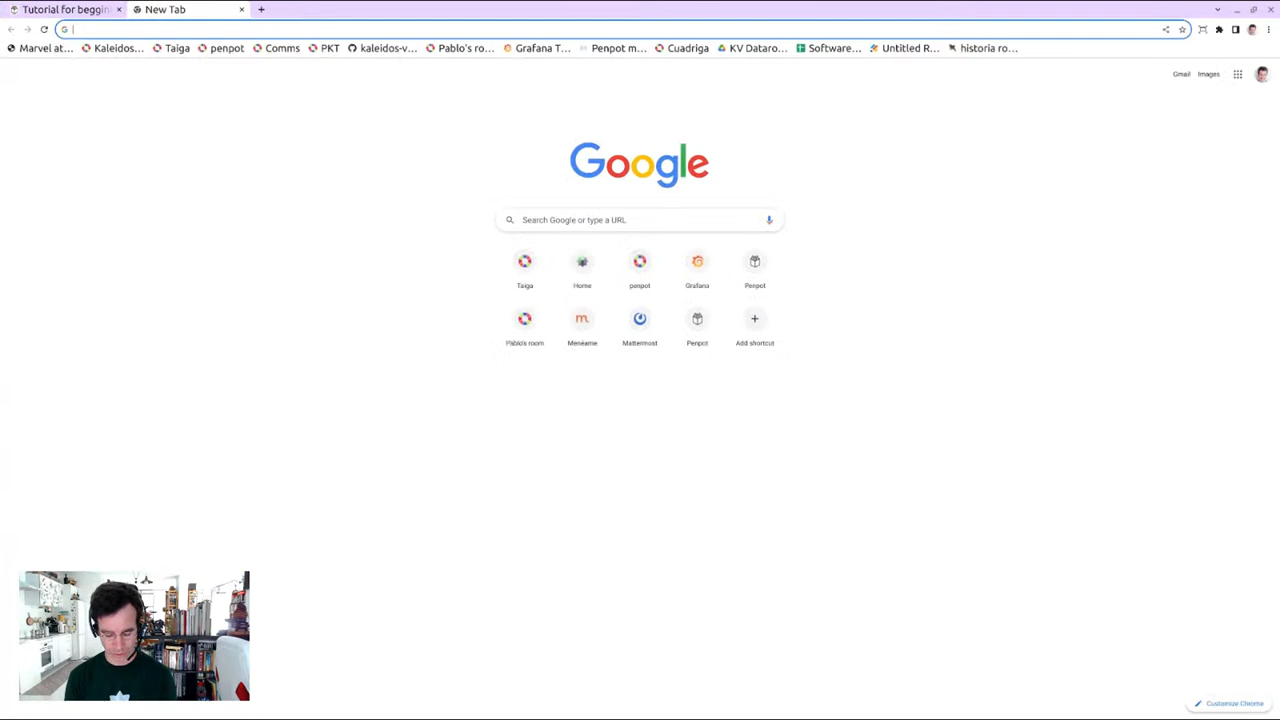 Tutorial for beggin
New Tab
G
Marvel at...
Kaleidos...
Taiga
penpot
Comms
PKT
kaleidos-v...
Pablo's ro...
Grafana T...
Penpot m...
Cuadriga
KV Dataro...
Software...
Untitled R...
historia ro...
Gmail
Images
Google
Search Google or type a URL
Taiga
Home
penpot
Grafana
Penpot
Pablo's room
Menéame
Mattermost
Penpot
Add shortcut
Customize Chrome